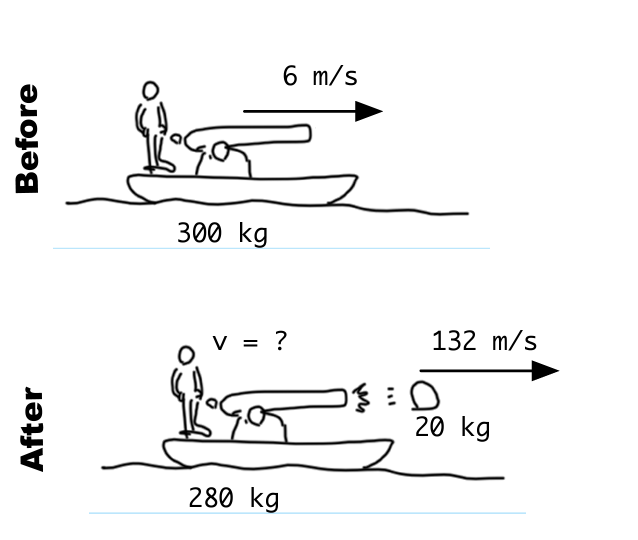 Before
6 m/s
300 kg
After
v = ?
132 m/s
20 kg
280 kg